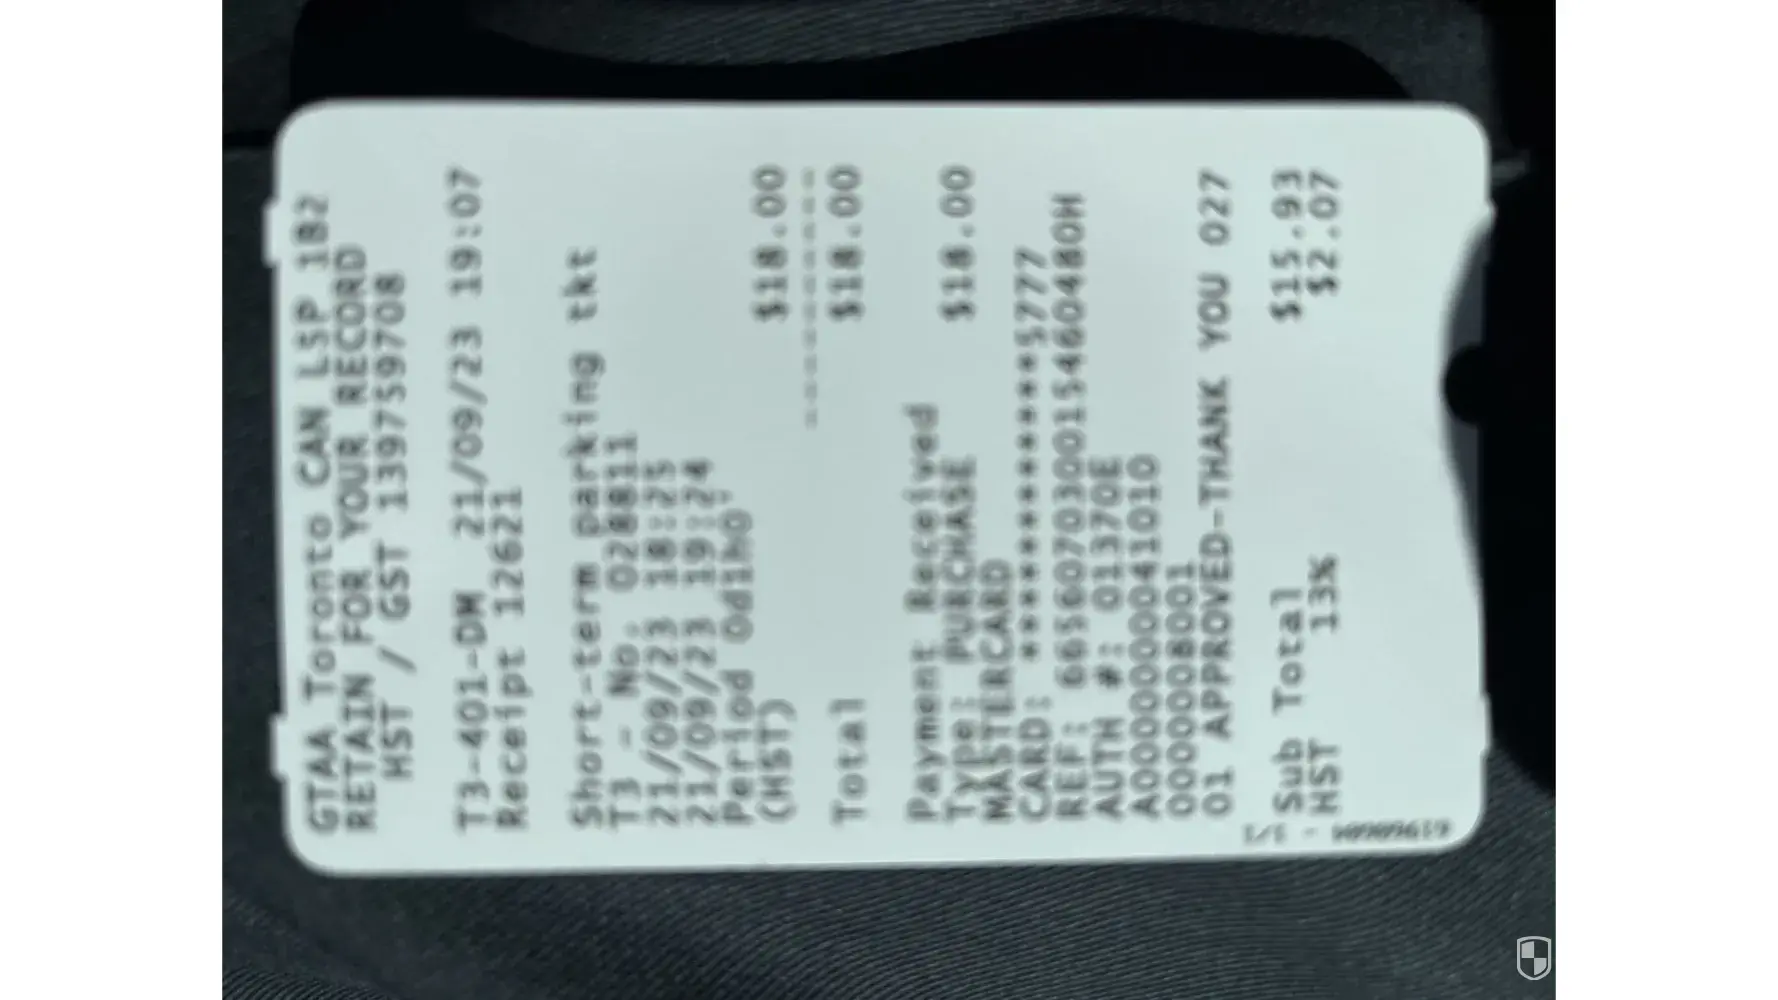 GTAA Toronto CAN L5P 1B2
RETAIN FOR YOUR RECORD
HST / GST 1397597708
T3-401-DM 21/09/23 19:07
Receipt 12621
Short-term parking tkt
T3 - No. 028811
21/09/23 18:25
21/09/23 19:24
Period 0d1h0'
(HST) $18.00
------------
Total $18.00
Payment Received
Type: PURCHASE $18.00
MASTERCARD
CARD: ************5777
REF: 665607030015460480H
AUTH #: 01370E
A0000000041010
0000008001
01 APPROVED-THANK YOU 027
Sub Total $15.93
HST 13% $2.07